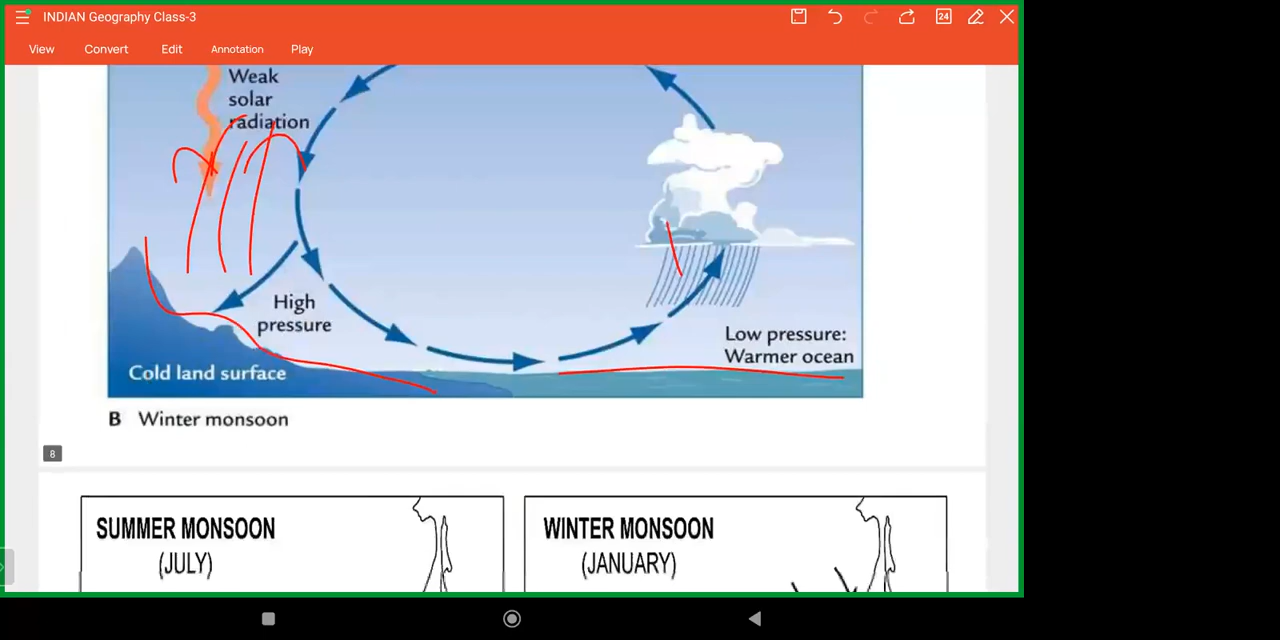 INDIAN Geography Class-3
24
View Convert Edit Annotation Play
Weak
solar
radiation
High
pressure
Low pressure:
Warmer ocean
Cold land surface
B Winter monsoon
8
SUMMER MONSOON
(JULY)
WINTER MONSOON
(JANUARY)